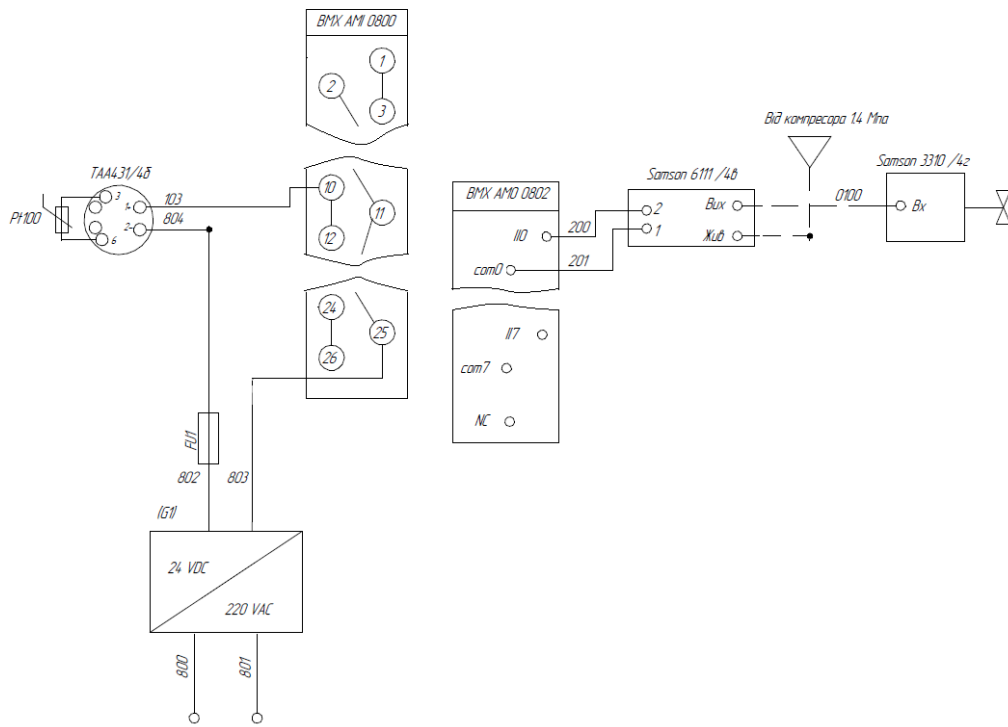 BMX AMI 0800
1
2
3
Від компресора 1.4 Мпа
TAA431/4б
Samson 6111 /4в
Samson 3310 /4г
BMX AMO 0802
Pt100
3
1+
2-
6
103
804
10
11
12
II0
200
2
Вих
0100
Вх
com0
201
1
Жив
24
25
26
II7
com7
NC
FU1
802
803
(G1)
24 VDC
220 VAC
800
801